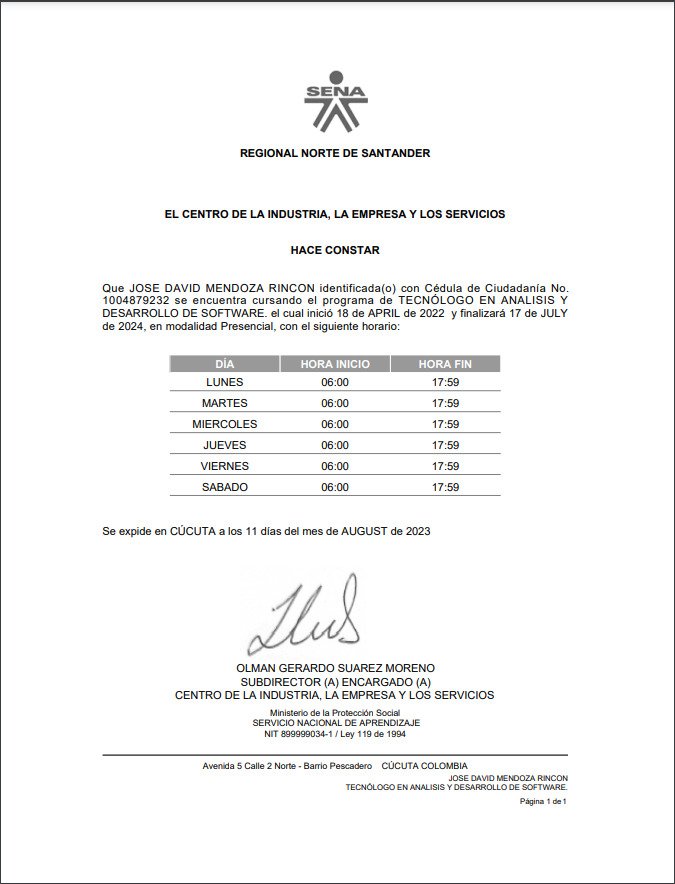 SENA
REGIONAL NORTE DE SANTANDER
EL CENTRO DE LA INDUSTRIA, LA EMPRESA Y LOS SERVICIOS
HACE CONSTAR
Que JOSE DAVID MENDOZA RINCON identificada(o) con Cédula de Ciudadanía No.
1004879232 se encuentra cursando el programa de TECNÓLOGO EN ANALISIS Y
DESARROLLO DE SOFTWARE. el cual inició 18 de APRIL de 2022 y finalizará 17 de JULY
de 2024, en modalidad Presencial, con el siguiente horario:
DÍA HORA INICIO HORA FIN
LUNES 06:00 17:59
MARTES 06:00 17:59
MIERCOLES 06:00 17:59
JUEVES 06:00 17:59
VIERNES 06:00 17:59
SABADO 06:00 17:59
Se expide en CÚCUTA a los 11 días del mes de AUGUST de 2023
OLMAN GERARDO SUAREZ MORENO
SUBDIRECTOR (A) ENCARGADO (A)
CENTRO DE LA INDUSTRIA, LA EMPRESA Y LOS SERVICIOS
Ministerio de la Protección Social
SERVICIO NACIONAL DE APRENDIZAJE
NIT 899999034-1 / Ley 119 de 1994
Avenida 5 Calle 2 Norte - Barrio Pescadero CÚCUTA COLOMBIA
JOSE DAVID MENDOZA RINCON
TECNÓLOGO EN ANALISIS Y DESARROLLO DE SOFTWARE.
Página 1 de 1